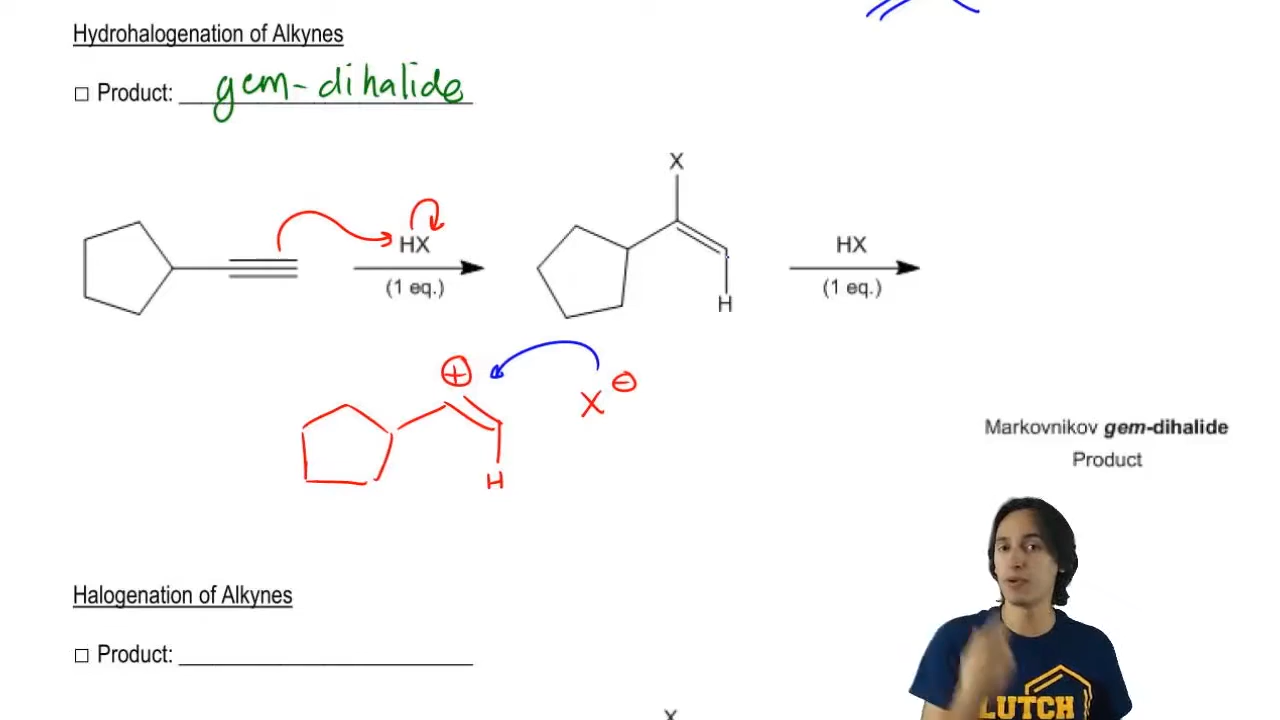 Hydrohalogenation of Alkynes
□ Product: gem-dihalide
X
HX
HX
(1 eq.)
(1 eq.)
H
+
X ⊖
H
Markovnikov gem-dihalide
Product
Halogenation of Alkynes
□ Product:
LUTCH
X